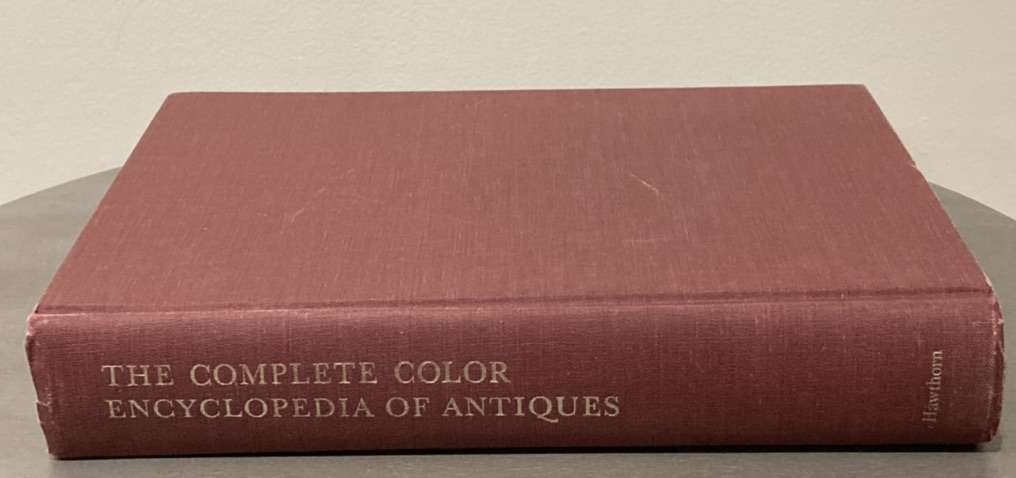 THE COMPLETE COLOR
ENCYCLOPEDIA OF ANTIQUES
Hawthorn